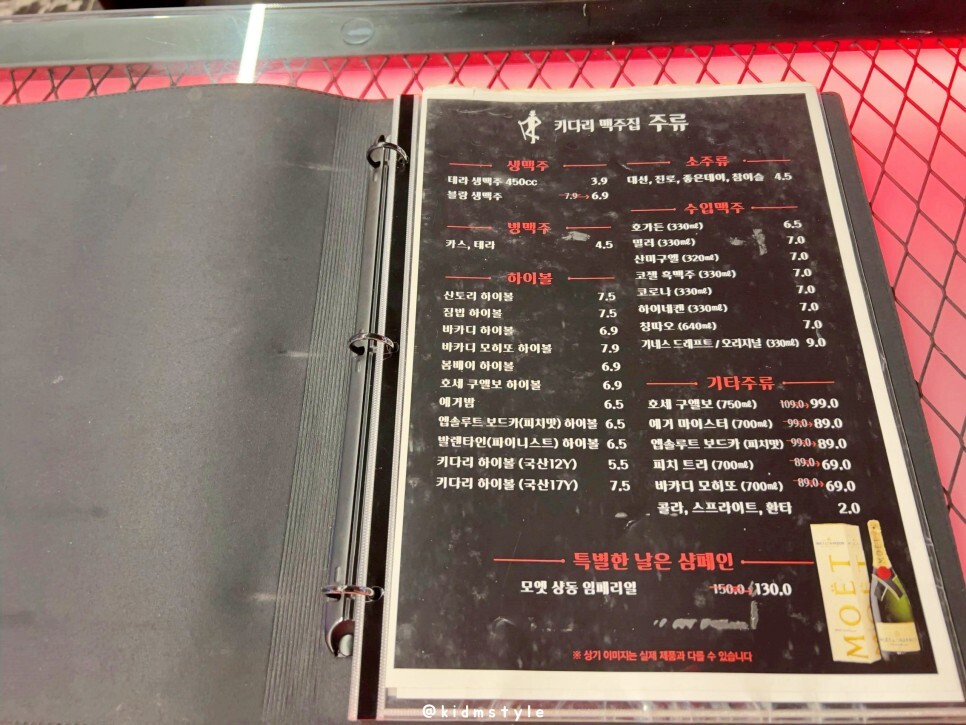 키다리 맥주집 주류
생맥주
테라 생맥주 450cc 3.9
블랑 생맥주 7.9→6.9
병맥주
카스, 테라 4.5
하이볼
산토리 하이볼 7.5
짐빔 하이볼 7.5
바카디 하이볼 6.9
바카디 모히또 하이볼 7.9
봄베이 하이볼 6.9
호세 쿠엘보 하이볼 6.9
예거밤 6.5
앱솔루트 보드카(피치맛) 하이볼 6.5
발렌타인(파이니스트) 하이볼 6.5
키다리 하이볼 (국산12Y) 5.5
키다리 하이볼 (국산17Y) 7.5
소주류
대선, 진로, 좋은데이, 참이슬 4.5
수입맥주
호가든 (330㎖) 6.5
밀러 (330㎖) 7.0
산미구엘 (320㎖) 7.0
코젤 흑맥주 (330㎖) 7.0
코로나 (330㎖) 7.0
하이네켄 (330㎖) 7.0
칭따오 (640㎖) 7.0
기네스 드래프트 / 오리지널 (330㎖) 9.0
기타주류
호세 쿠엘보 (750㎖) 109.0→99.0
예거 마이스터 (700㎖) 99.0→89.0
앱솔루트 보드카 (피치맛) 99.0→89.0
피치 트리 (700㎖) 89.0→69.0
바카디 모히또 (700㎖) 89.0→69.0
콜라, 스프라이트, 환타 2.0
특별한 날은 샴페인
모엣 샹동 임페리얼 150.0→130.0
MOËT
※ 상기 이미지는 실제 제품과 다를 수 있습니다
@kidmstyle